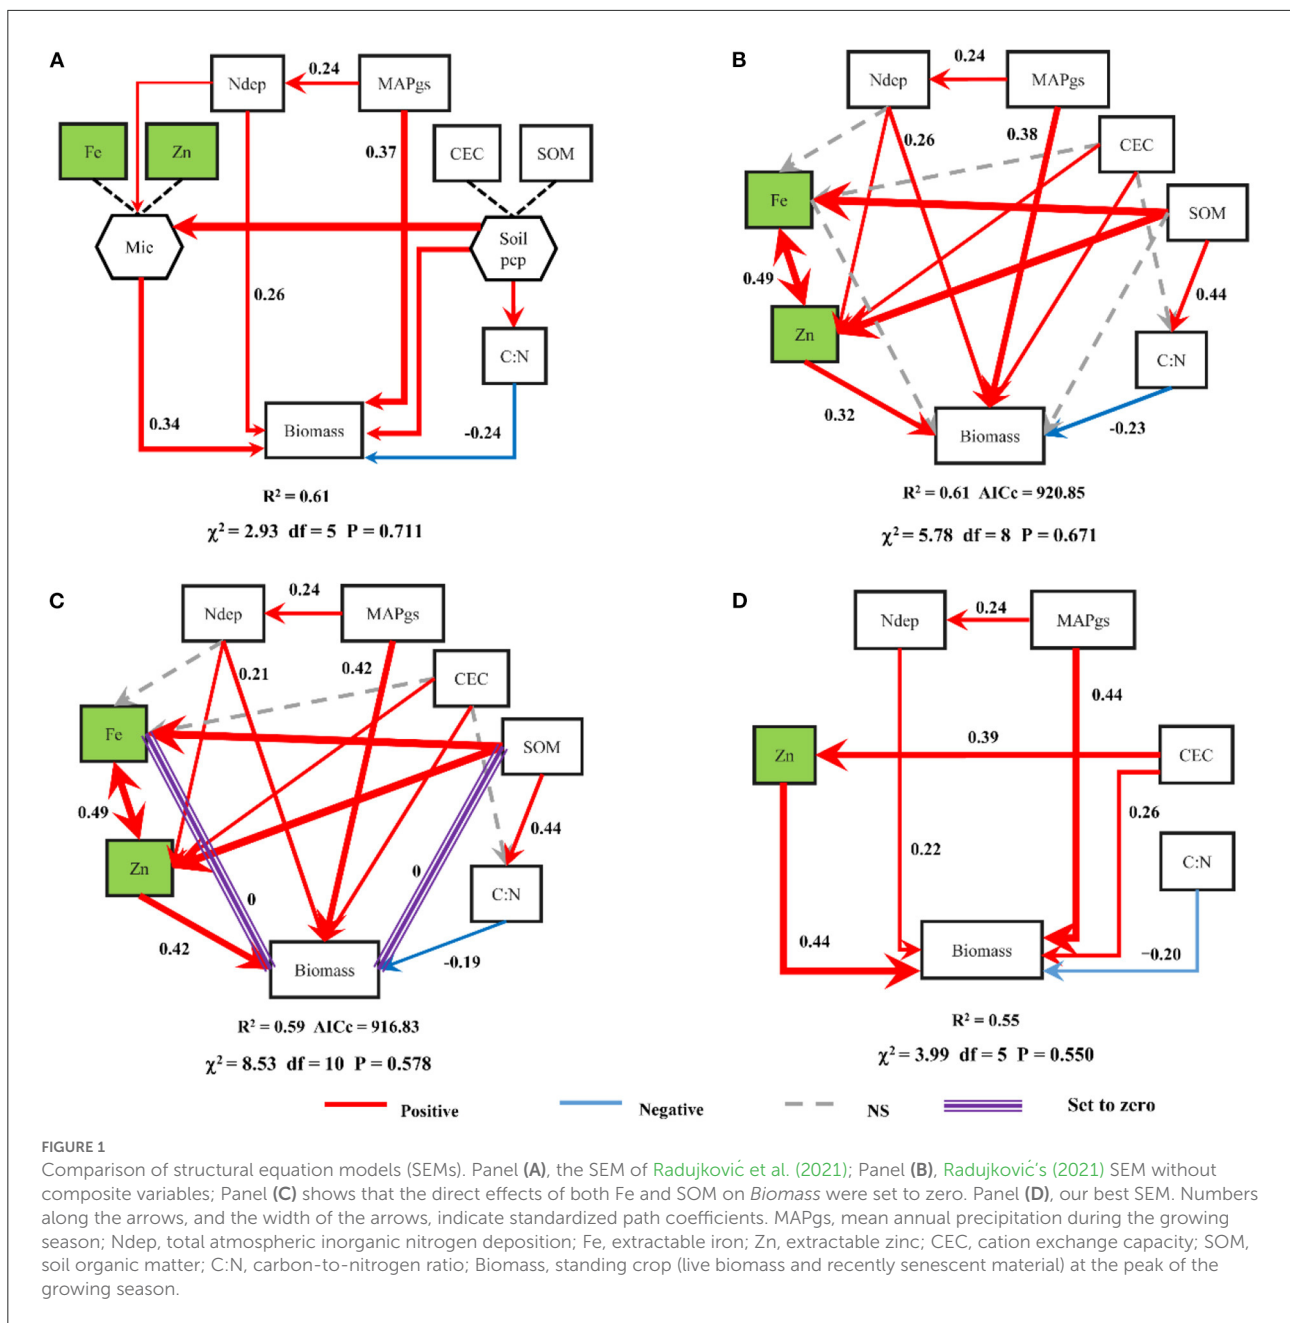 A
Ndep
0.24
MAPgs
Fe
Zn
CEC
SOM
0.37
Mic
Soil
pcp
0.26
C:N
0.34
Biomass
-0.24
R² = 0.61
χ² = 2.93 df = 5 P = 0.711
B
Ndep
0.24
MAPgs
0.26
0.38
CEC
Fe
SOM
0.49
Zn
0.44
C:N
0.32
Biomass
-0.23
R² = 0.61 AICc = 920.85
χ² = 5.78 df = 8 P = 0.671
C
Ndep
0.24
MAPgs
0.21
0.42
CEC
Fe
SOM
0.49
Zn
0.44
0
0
C:N
0.42
Biomass
-0.19
R² = 0.59 AICc = 916.83
χ² = 8.53 df = 10 P = 0.578
D
Ndep
0.24
MAPgs
0.44
Zn
0.39
CEC
0.26
0.22
C:N
0.44
Biomass
−0.20
R² = 0.55
χ² = 3.99 df = 5 P = 0.550
Positive
Negative
NS
Set to zero
FIGURE 1
Comparison of structural equation models (SEMs). Panel (A), the SEM of Radujković et al. (2021); Panel (B), Radujković's (2021) SEM without
composite variables; Panel (C) shows that the direct effects of both Fe and SOM on Biomass were set to zero. Panel (D), our best SEM. Numbers
along the arrows, and the width of the arrows, indicate standardized path coefficients. MAPgs, mean annual precipitation during the growing
season; Ndep, total atmospheric inorganic nitrogen deposition; Fe, extractable iron; Zn, extractable zinc; CEC, cation exchange capacity; SOM,
soil organic matter; C:N, carbon-to-nitrogen ratio; Biomass, standing crop (live biomass and recently senescent material) at the peak of the
growing season.